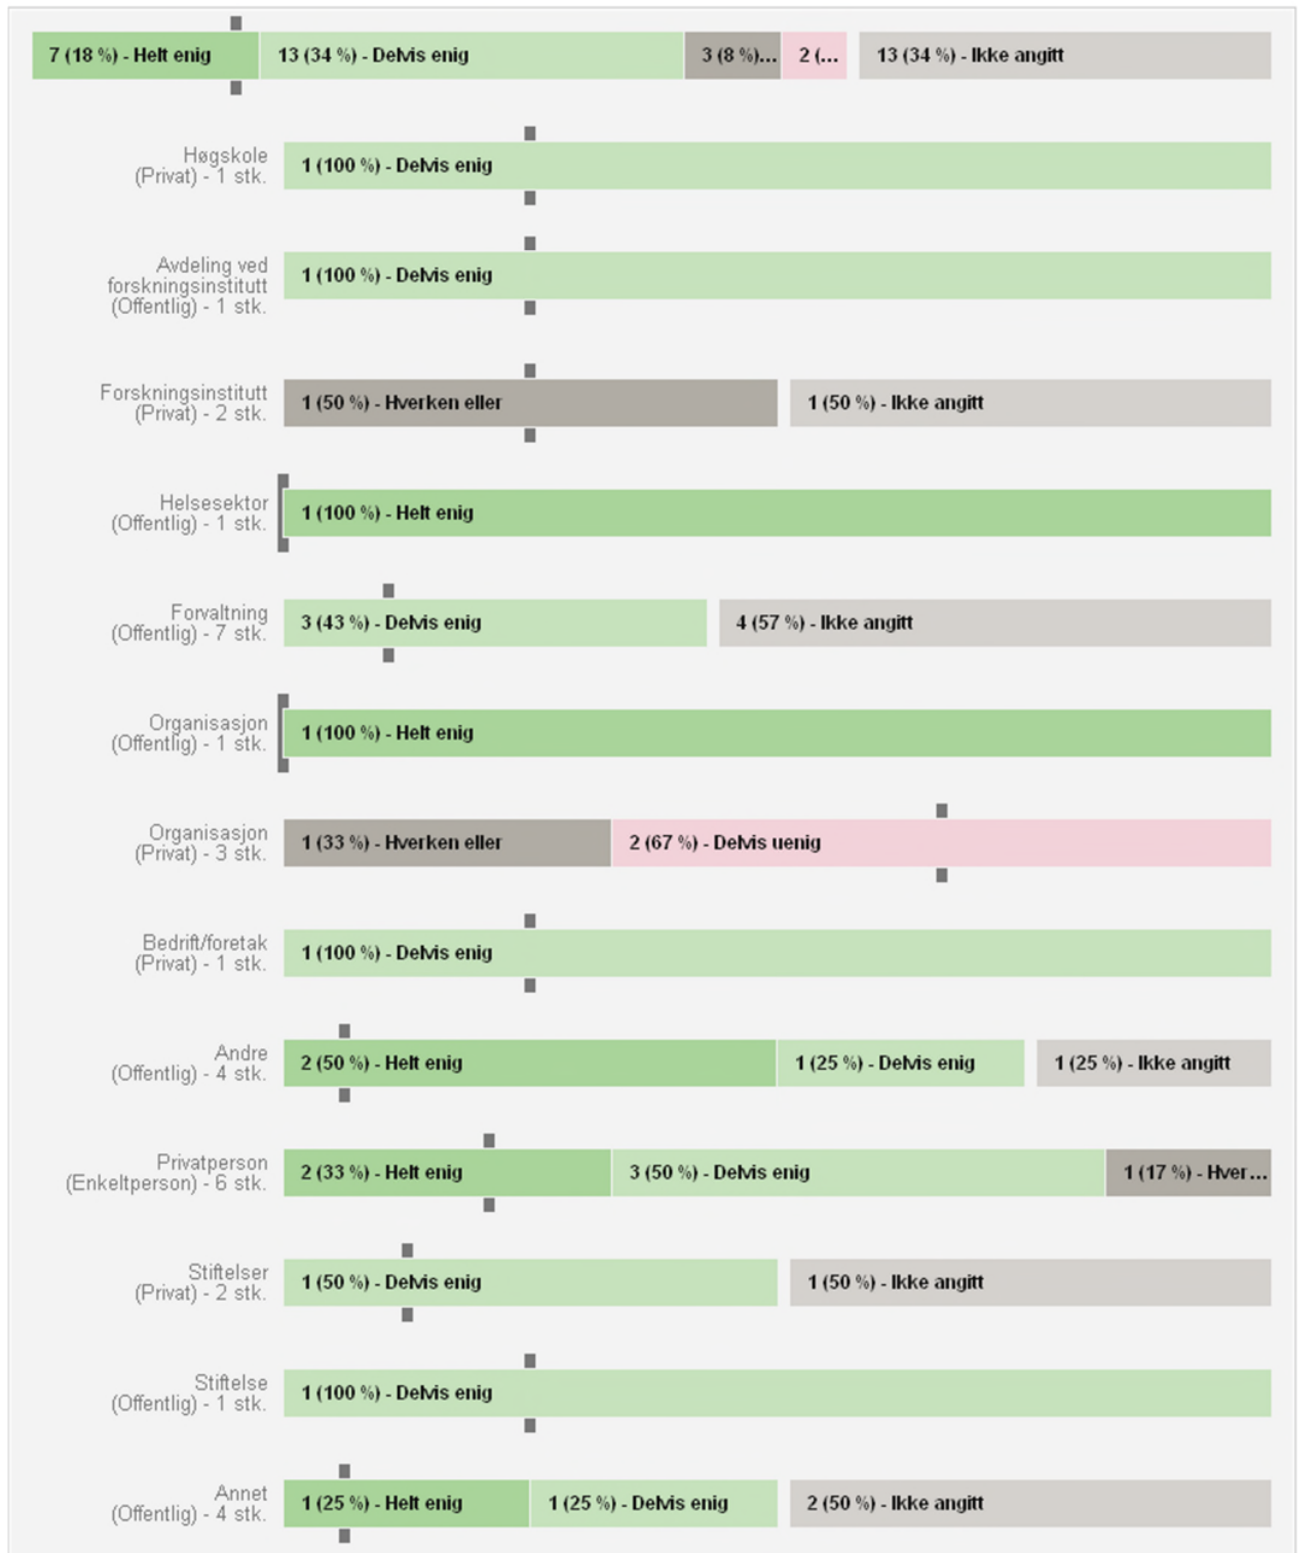 7 (18 %) - Helt enig 13 (34 %) - Delvis enig 3 (8 %)... 2 (... 13 (34 %) - Ikke angitt
Høgskole
(Privat) - 1 stk.
1 (100 %) - Delvis enig
Avdeling ved
forskningsinstitutt
(Offentlig) - 1 stk.
1 (100 %) - Delvis enig
Forskningsinstitutt
(Privat) - 2 stk.
1 (50 %) - Hverken eller 1 (50 %) - Ikke angitt
Helsesektor
(Offentlig) - 1 stk.
1 (100 %) - Helt enig
Forvaltning
(Offentlig) - 7 stk.
3 (43 %) - Delvis enig 4 (57 %) - Ikke angitt
Organisasjon
(Offentlig) - 1 stk.
1 (100 %) - Helt enig
Organisasjon
(Privat) - 3 stk.
1 (33 %) - Hverken eller 2 (67 %) - Delvis uenig
Bedrift/foretak
(Privat) - 1 stk.
1 (100 %) - Delvis enig
Andre
(Offentlig) - 4 stk.
2 (50 %) - Helt enig 1 (25 %) - Delvis enig 1 (25 %) - Ikke angitt
Privatperson
(Enkeltperson) - 6 stk.
2 (33 %) - Helt enig 3 (50 %) - Delvis enig 1 (17 %) - Hver...
Stiftelser
(Privat) - 2 stk.
1 (50 %) - Delvis enig 1 (50 %) - Ikke angitt
Stiftelse
(Offentlig) - 1 stk.
1 (100 %) - Delvis enig
Annet
(Offentlig) - 4 stk.
1 (25 %) - Helt enig 1 (25 %) - Delvis enig 2 (50 %) - Ikke angitt